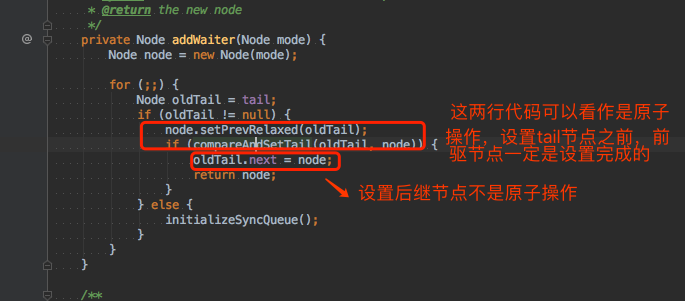 * @return the new node
*/
@ private Node addWaiter(Node mode) {
Node node = new Node(mode);
for (;;) {
Node oldTail = tail;
if (oldTail != null) {
node.setPrevRelaxed(oldTail);
if (compareAndSetTail(oldTail, node)) {
oldTail.next = node;
return node;
}
} else {
initializeSyncQueue();
}
}
}
/**
这两行代码可以看作是原子
操作，设置tail节点之前，前
驱节点一定是设置完成的
设置后继节点不是原子操作